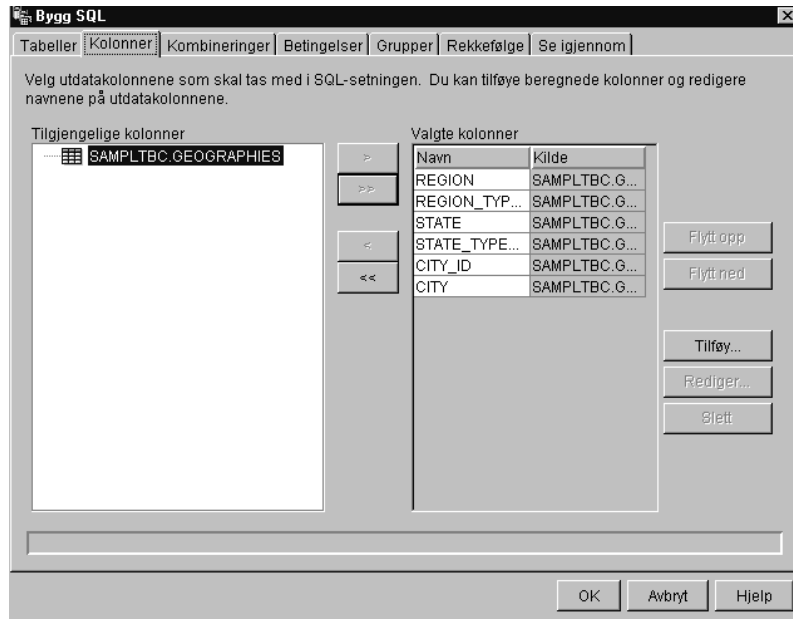 Bygg SQL
Tabeller Kolonner Kombineringer Betingelser Grupper Rekkefølge Se igjennom
Velg utdatakolonnene som skal tas med i SQL-setningen. Du kan tilføye beregnede kolonner og redigere
navnene på utdatakolonnene.
Tilgjengelige kolonner
SAMPLTBC.GEOGRAPHIES
>
>>
<
<<
Valgte kolonner
Navn Kilde
REGION SAMPLTBC.G...
REGION_TYP... SAMPLTBC.G...
STATE SAMPLTBC.G...
STATE_TYPE... SAMPLTBC.G...
CITY_ID SAMPLTBC.G...
CITY SAMPLTBC.G...
Flytt opp
Flytt ned
Tilføy...
Rediger...
Slett
OK Avbryt Hjelp